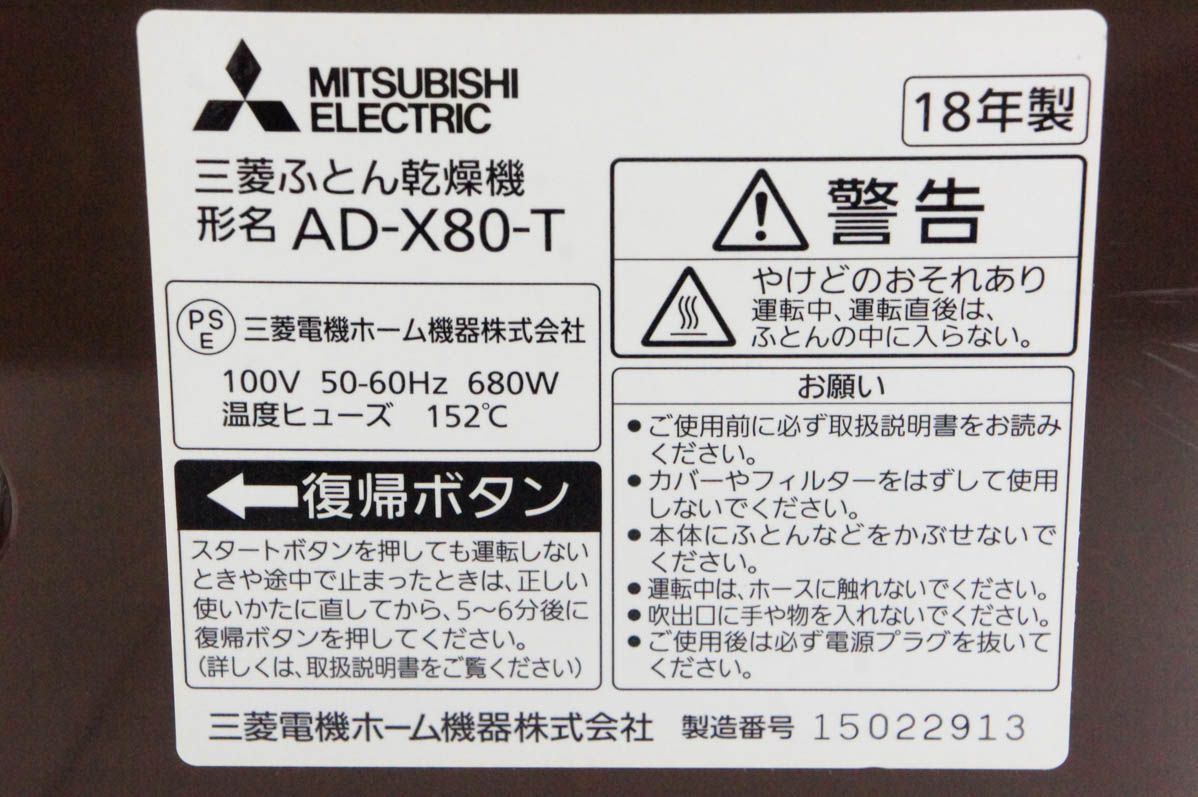 MITSUBISHI
ELECTRIC
18年製
三菱ふとん乾燥機
形名 AD-X80-T
PS
E
三菱電機ホーム機器株式会社
100V 50-60Hz 680W
温度ヒューズ 152℃
復帰ボタン
スタートボタンを押しても運転しない
ときや途中で止まったときは、正しい
使いかたに直してから、5〜6分後に
復帰ボタンを押してください。
(詳しくは、取扱説明書をご覧ください)
警告
やけどのおそれあり
運転中、運転直後は、
ふとんの中に入らない。
お願い
●ご使用前に必ず取扱説明書をお読み
ください。
●カバーやフィルターをはずして使用
しないでください。
●本体にふとんなどをかぶせないで
ください。
●運転中は、ホースに触れないでください。
●吹出口に手や物を入れないでください。
●ご使用後は必ず電源プラグを抜いて
ください。
三菱電機ホーム機器株式会社 製造番号 15022913